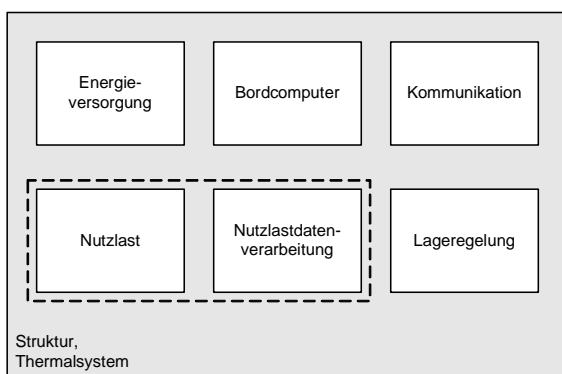 Energie-
versorgung
Bordcomputer
Kommunikation
Nutzlast
Nutzlastdaten-
verarbeitung
Lageregelung
Struktur,
Thermalsystem